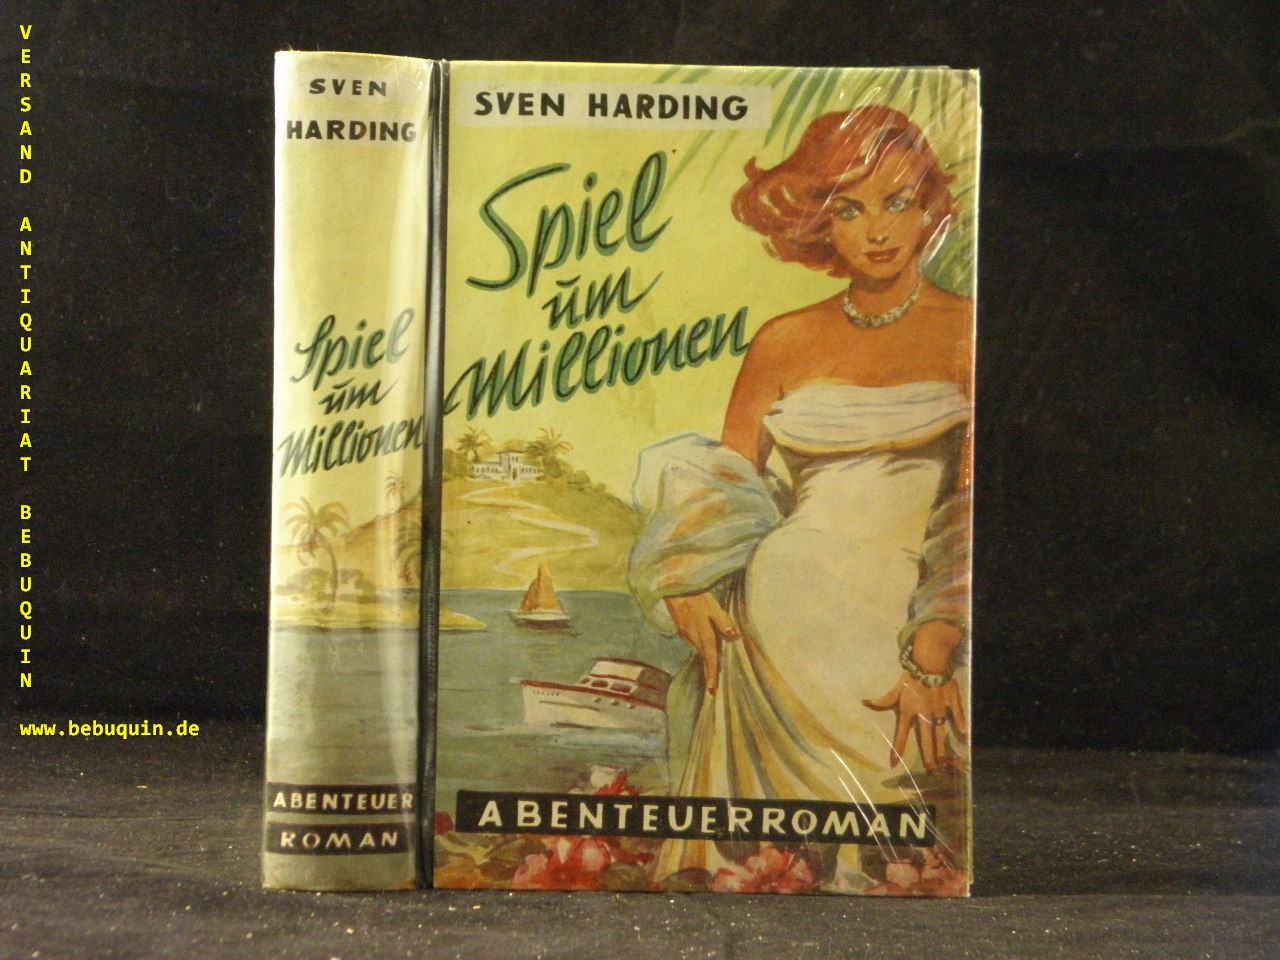 VERSAND ANTIQUARIAT BEBUQUIN
www.bebuquin.de
SVEN
HARDING
Spiel
um
Millionen
ABENTEUER
ROMAN
SVEN HARDING
Spiel
um
Millionen
ABENTEUERROMAN